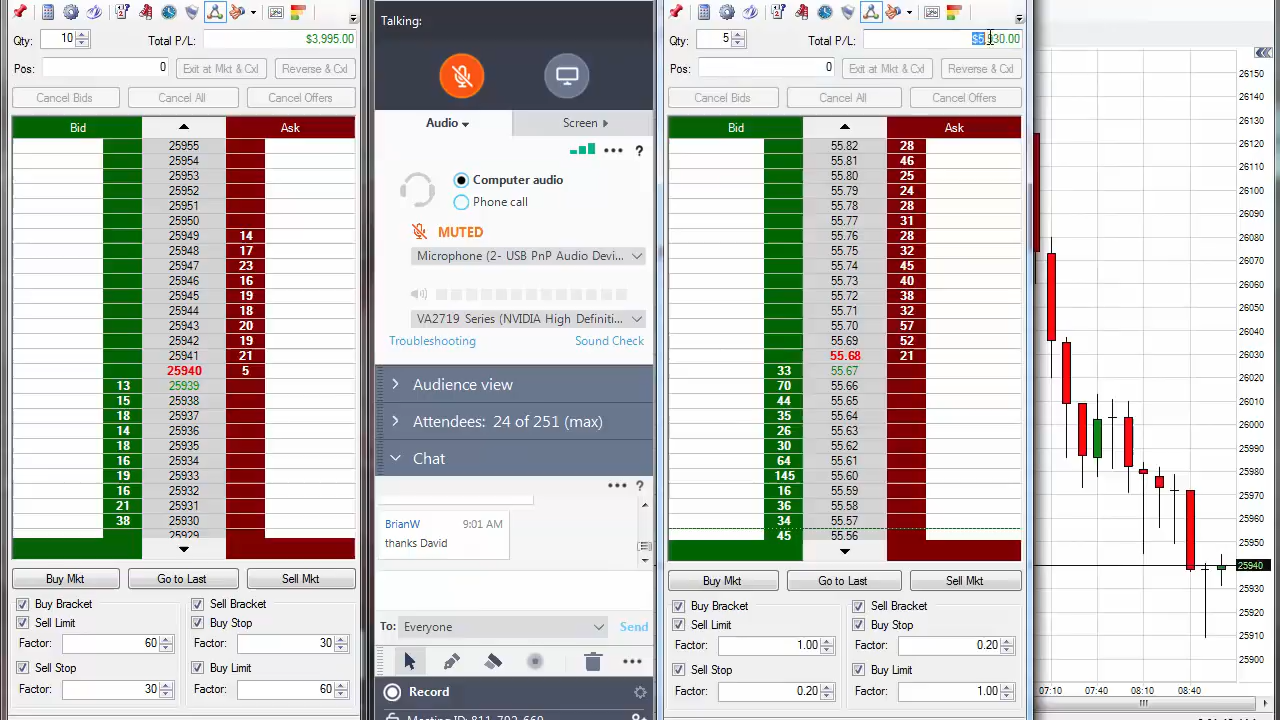 Qty: 10 Total P/L: $3,995.00
Pos: 0 Exit at Mkt & Cxl Reverse & Cxl
Cancel Bids Cancel All Cancel Offers
Bid Ask
25955
25954
25953
25952
25951
25950
25949 14
25948 17
25947 23
25946 16
25945 19
25944 18
25943 20
25942 19
25941 21
25940 5
13 25939
15 25938
18 25937
14 25936
18 25935
16 25934
19 25933
16 25932
21 25931
38 25930
25929
Buy Mkt Go to Last Sell Mkt
Buy Bracket Sell Bracket
Sell Limit Buy Stop
Factor: 60 Factor: 30
Sell Stop Buy Limit
Factor: 30 Factor: 60
Talking:
Audio Screen
?
Computer audio
Phone call
MUTED
Microphone (2- USB PnP Audio Devi...
VA2719 Series (NVIDIA High Definiti...
Troubleshooting Sound Check
Audience view
Attendees: 24 of 251 (max)
Chat
?
BrianW 9:01 AM
thanks David
To: Everyone Send
Record
Meeting ID: 811-702-669
Qty: 5 Total P/L: $5,930.00
Pos: 0 Exit at Mkt & Cxl Reverse & Cxl
Cancel Bids Cancel All Cancel Offers
Bid Ask
55.82 28
55.81 46
55.80 25
55.79 24
55.78 28
55.77 31
55.76 28
55.75 32
55.74 45
55.73 40
55.72 38
55.71 32
55.70 57
55.69 52
55.68 21
33 55.67
70 55.66
44 55.65
35 55.64
26 55.63
30 55.62
64 55.61
145 55.60
16 55.59
36 55.58
34 55.57
45 55.56
Buy Mkt Go to Last Sell Mkt
Buy Bracket Sell Bracket
Sell Limit Buy Stop
Factor: 1.00 Factor: 0.20
Sell Stop Buy Limit
Factor: 0.20 Factor: 1.00
26150
26140
26130
26120
26110
26100
26090
26080
26070
26060
26050
26040
26030
26020
26010
26000
25990
25980
25970
25960
25950
25940
25930
25920
25910
25900
07:10 07:40 08:10 08:40